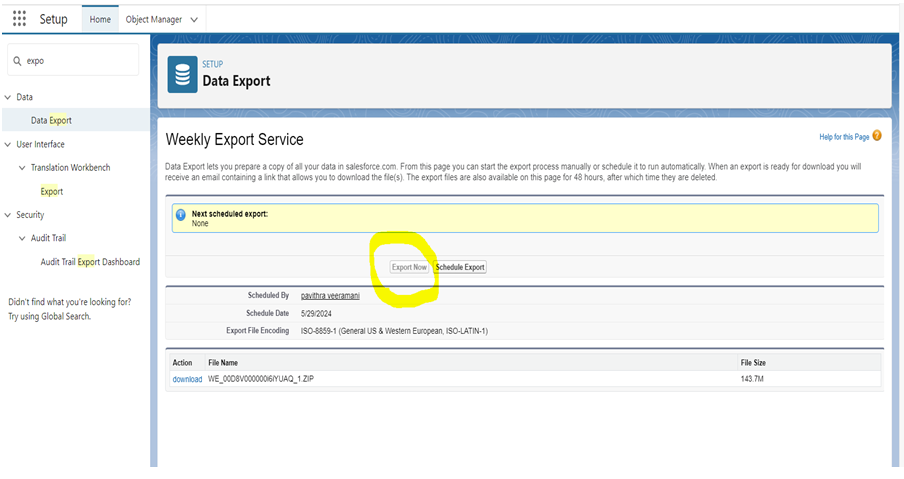 Setup
Home
Object Manager
expo
Data
Data Export
User Interface
Translation Workbench
Export
Security
Audit Trail
Audit Trail Export Dashboard
Didn't find what you're looking for?
Try using Global Search.
SETUP
Data Export
Weekly Export Service
Help for this Page
Data Export lets you prepare a copy of all your data in salesforce.com. From this page you can start the export process manually or schedule it to run automatically. When an export is ready for download you will
receive an email containing a link that allows you to download the file(s). The export files are also available on this page for 48 hours, after which time they are deleted.
Next scheduled export:
None
Export Now Schedule Export
Scheduled By pavithra veeramani
Schedule Date 5/29/2024
Export File Encoding ISO-8859-1 (General US & Western European, ISO-LATIN-1)
Action File Name File Size
download WE_00D8V000000i6IYUAQ_1.ZIP 143.7M